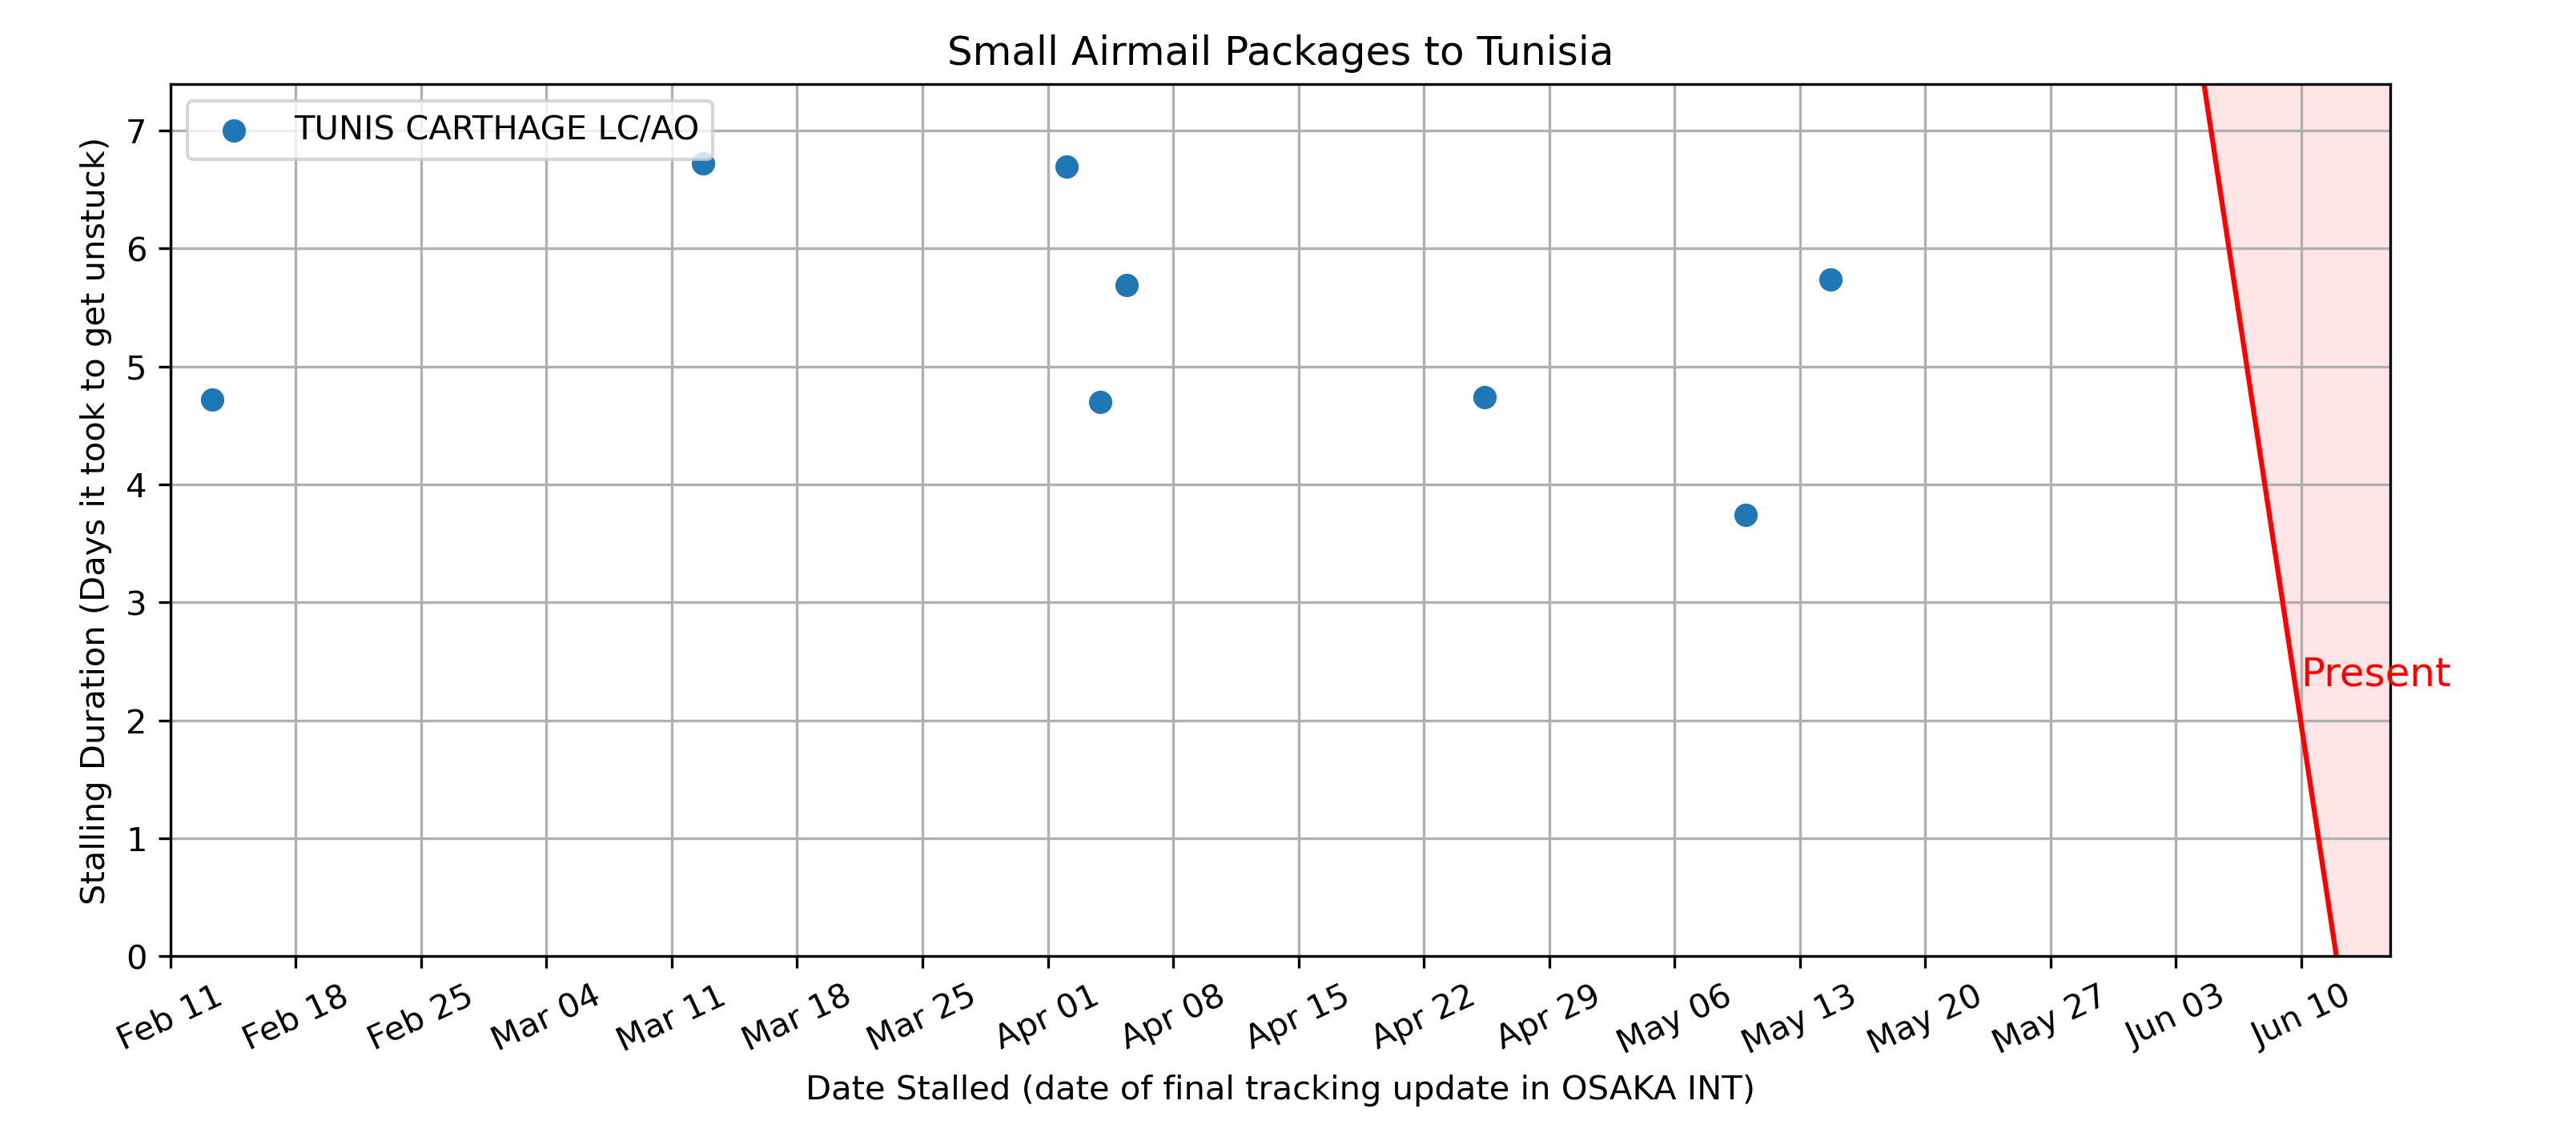 Small Airmail Packages to Tunisia
TUNIS CARTHAGE LC/AO
Stalling Duration (Days it took to get unstuck)
7
6
5
4
3
2
1
0
Present
Feb 11
Feb 18
Feb 25
Mar 04
Mar 11
Mar 18
Mar 25
Apr 01
Apr 08
Apr 15
Apr 22
Apr 29
May 06
May 13
May 20
May 27
Jun 03
Jun 10
Date Stalled (date of final tracking update in OSAKA INT)